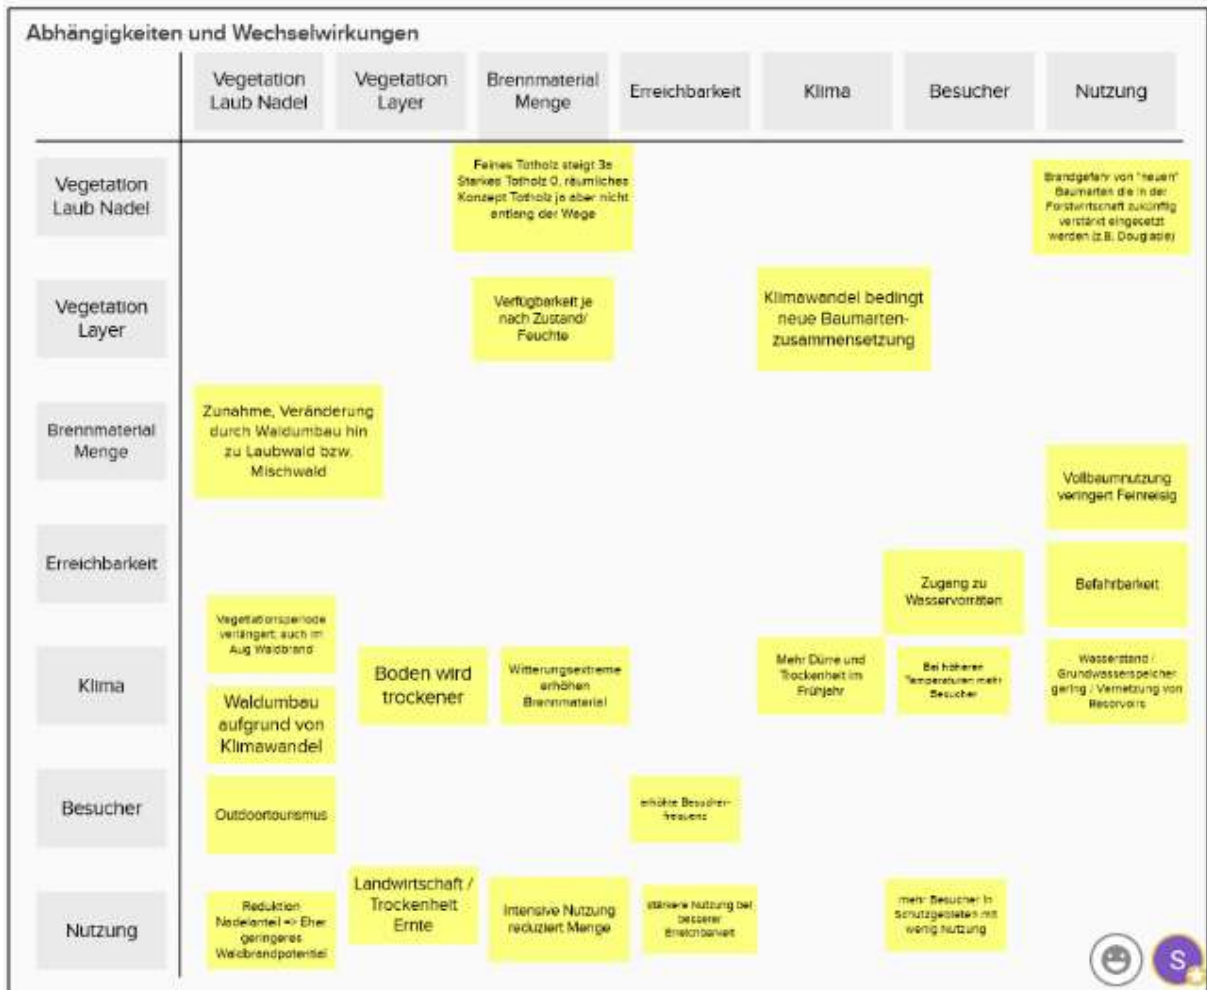 Abhängigkeiten und Wechselwirkungen
Vegetation
Laub Nadel
Vegetation
Layer
Brennmaterial
Menge
Erreichbarkeit
Klima
Besucher
Nutzung
Vegetation
Laub Nadel
Feines Totholz steigt 3e
Starkes Totholz 0, räumliches
Konzept Totholz ja aber nicht
entlang der Wege
Brandgefahr von "neuen"
Baumarten die in der
Forstwirtschaft zukünftig
verstärkt eingesetzt
werden (z.B. Douglasie)
Vegetation
Layer
Verfügbarkeit je
nach Zustand/
Feuchte
Klimawandel bedingt
neue Baumarten-
zusammensetzung
Brennmaterial
Menge
Zunahme, Veränderung
durch Waldumbau hin
zu Laubwald bzw.
Mischwald
Vollbaumnutzung
veringert Feinreisig
Erreichbarkeit
Zugang zu
Wasservorräten
Befahrbarkeit
Klima
Vegetationsperiode
verlängert; auch im
Aug Waldbrand
Waldumbau
aufgrund von
Klimawandel
Boden wird
trockener
Witterungsextreme
erhöhen
Brennmaterial
Mehr Dürre und
Trockenheit im
Frühjahr
Bei höheren
Temperaturen mehr
Besucher
Wasserstand /
Grundwasserspeicher
gering / Vernetzung von
Reservoirs
Besucher
Outdoortourismus
erhöhte Besucher-
frequenz
Nutzung
Reduktion
Nadelanteil => Eher
geringeres
Waldbrandpotential
Landwirtschaft /
Trockenheit
Ernte
Intensive Nutzung
reduziert Menge
stärkere Nutzung bei
besserer
Erreichbarkeit
mehr Besucher in
Schutzgebieten mit
wenig Nutzung
S